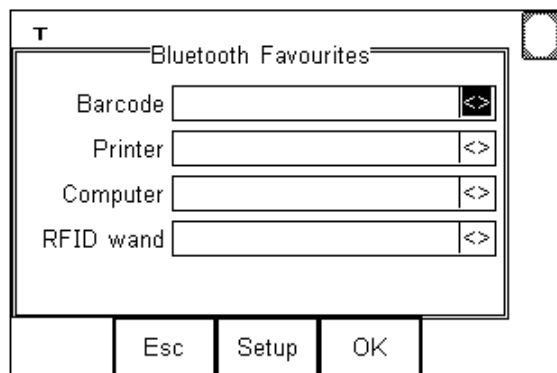 T
Bluetooth Favourites
Barcode <>
Printer <>
Computer <>
RFID wand <>
Esc Setup OK